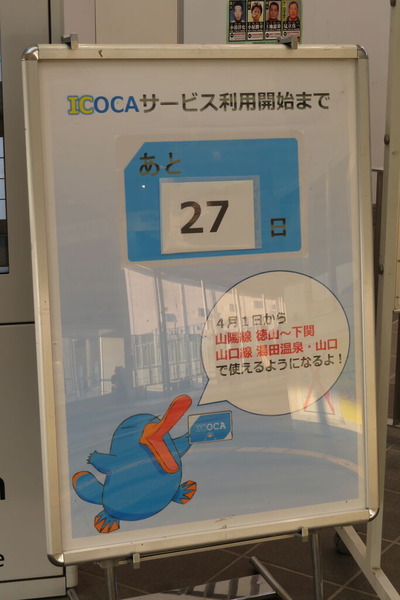 ICOCAサービス利用開始まで
あと
27
日
4月1日から
山陽線 徳山～下関
山口線 湯田温泉・山口
で使えるようになるよ！
ICOCA